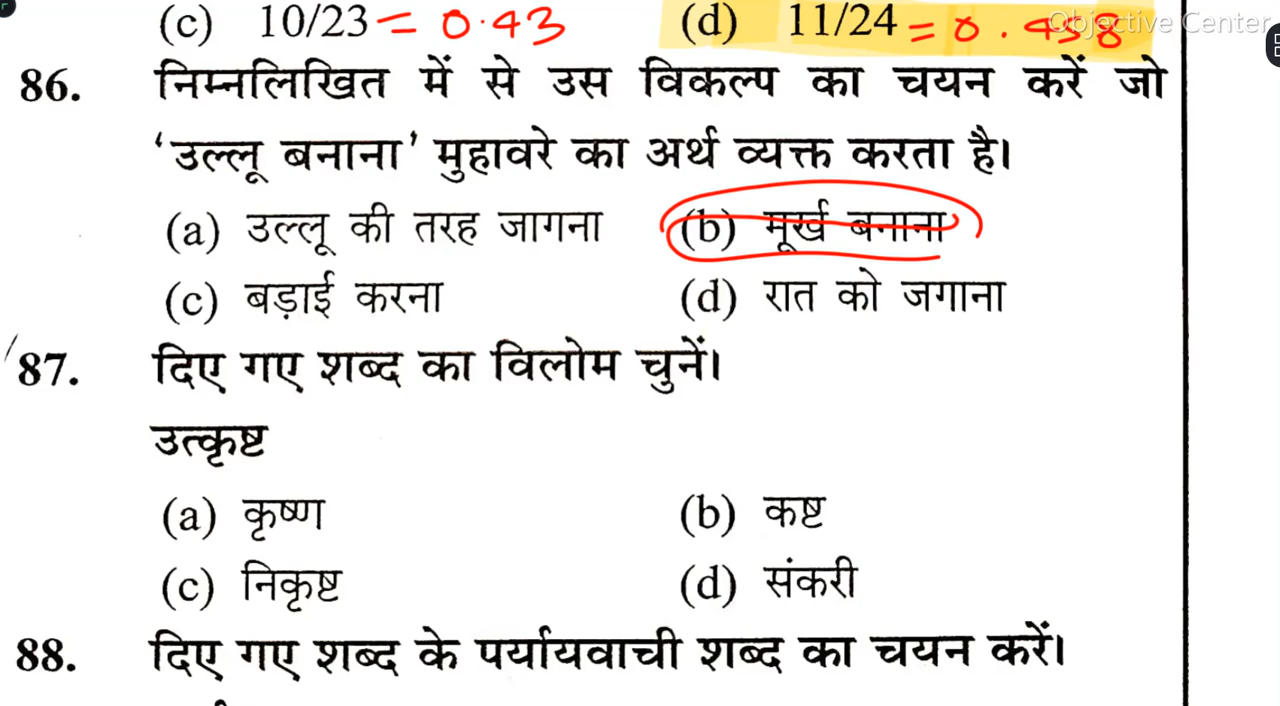 (c) 10/23 = 0.43 (d) 11/24 = 0.458
Objective Center
86. निम्नलिखित में से उस विकल्प का चयन करें जो
‘उल्लू बनाना’ मुहावरे का अर्थ व्यक्त करता है।
(a) उल्लू की तरह जागना (b) मूर्ख बनाना
(c) बड़ाई करना (d) रात को जगाना
87. दिए गए शब्द का विलोम चुनें।
उत्कृष्ट
(a) कृष्ण (b) कष्ट
(c) निकृष्ट (d) संकरी
88. दिए गए शब्द के पर्यायवाची शब्द का चयन करें।